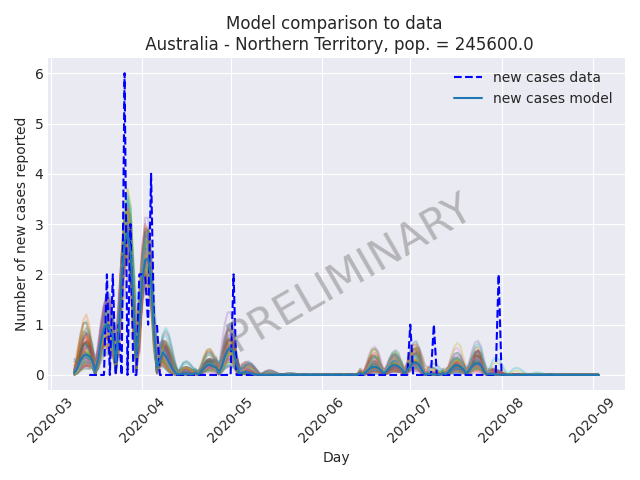 Model comparison to data
Australia - Northern Territory, pop. = 245600.0
new cases data
new cases model
Number of new cases reported
6
5
4
3
2
1
0
PRELIMINARY
2020-03
2020-04
2020-05
2020-06
2020-07
2020-08
2020-09
Day